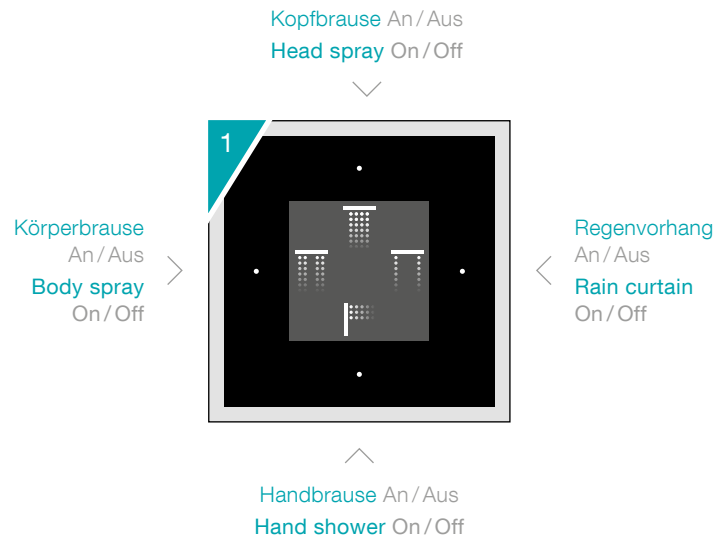 Kopfbrause An / Aus
Head spray On / Off
1
Körperbrause
An / Aus
Body spray
On / Off
Regenvorhang
An / Aus
Rain curtain
On / Off
Handbrause An / Aus
Hand shower On / Off